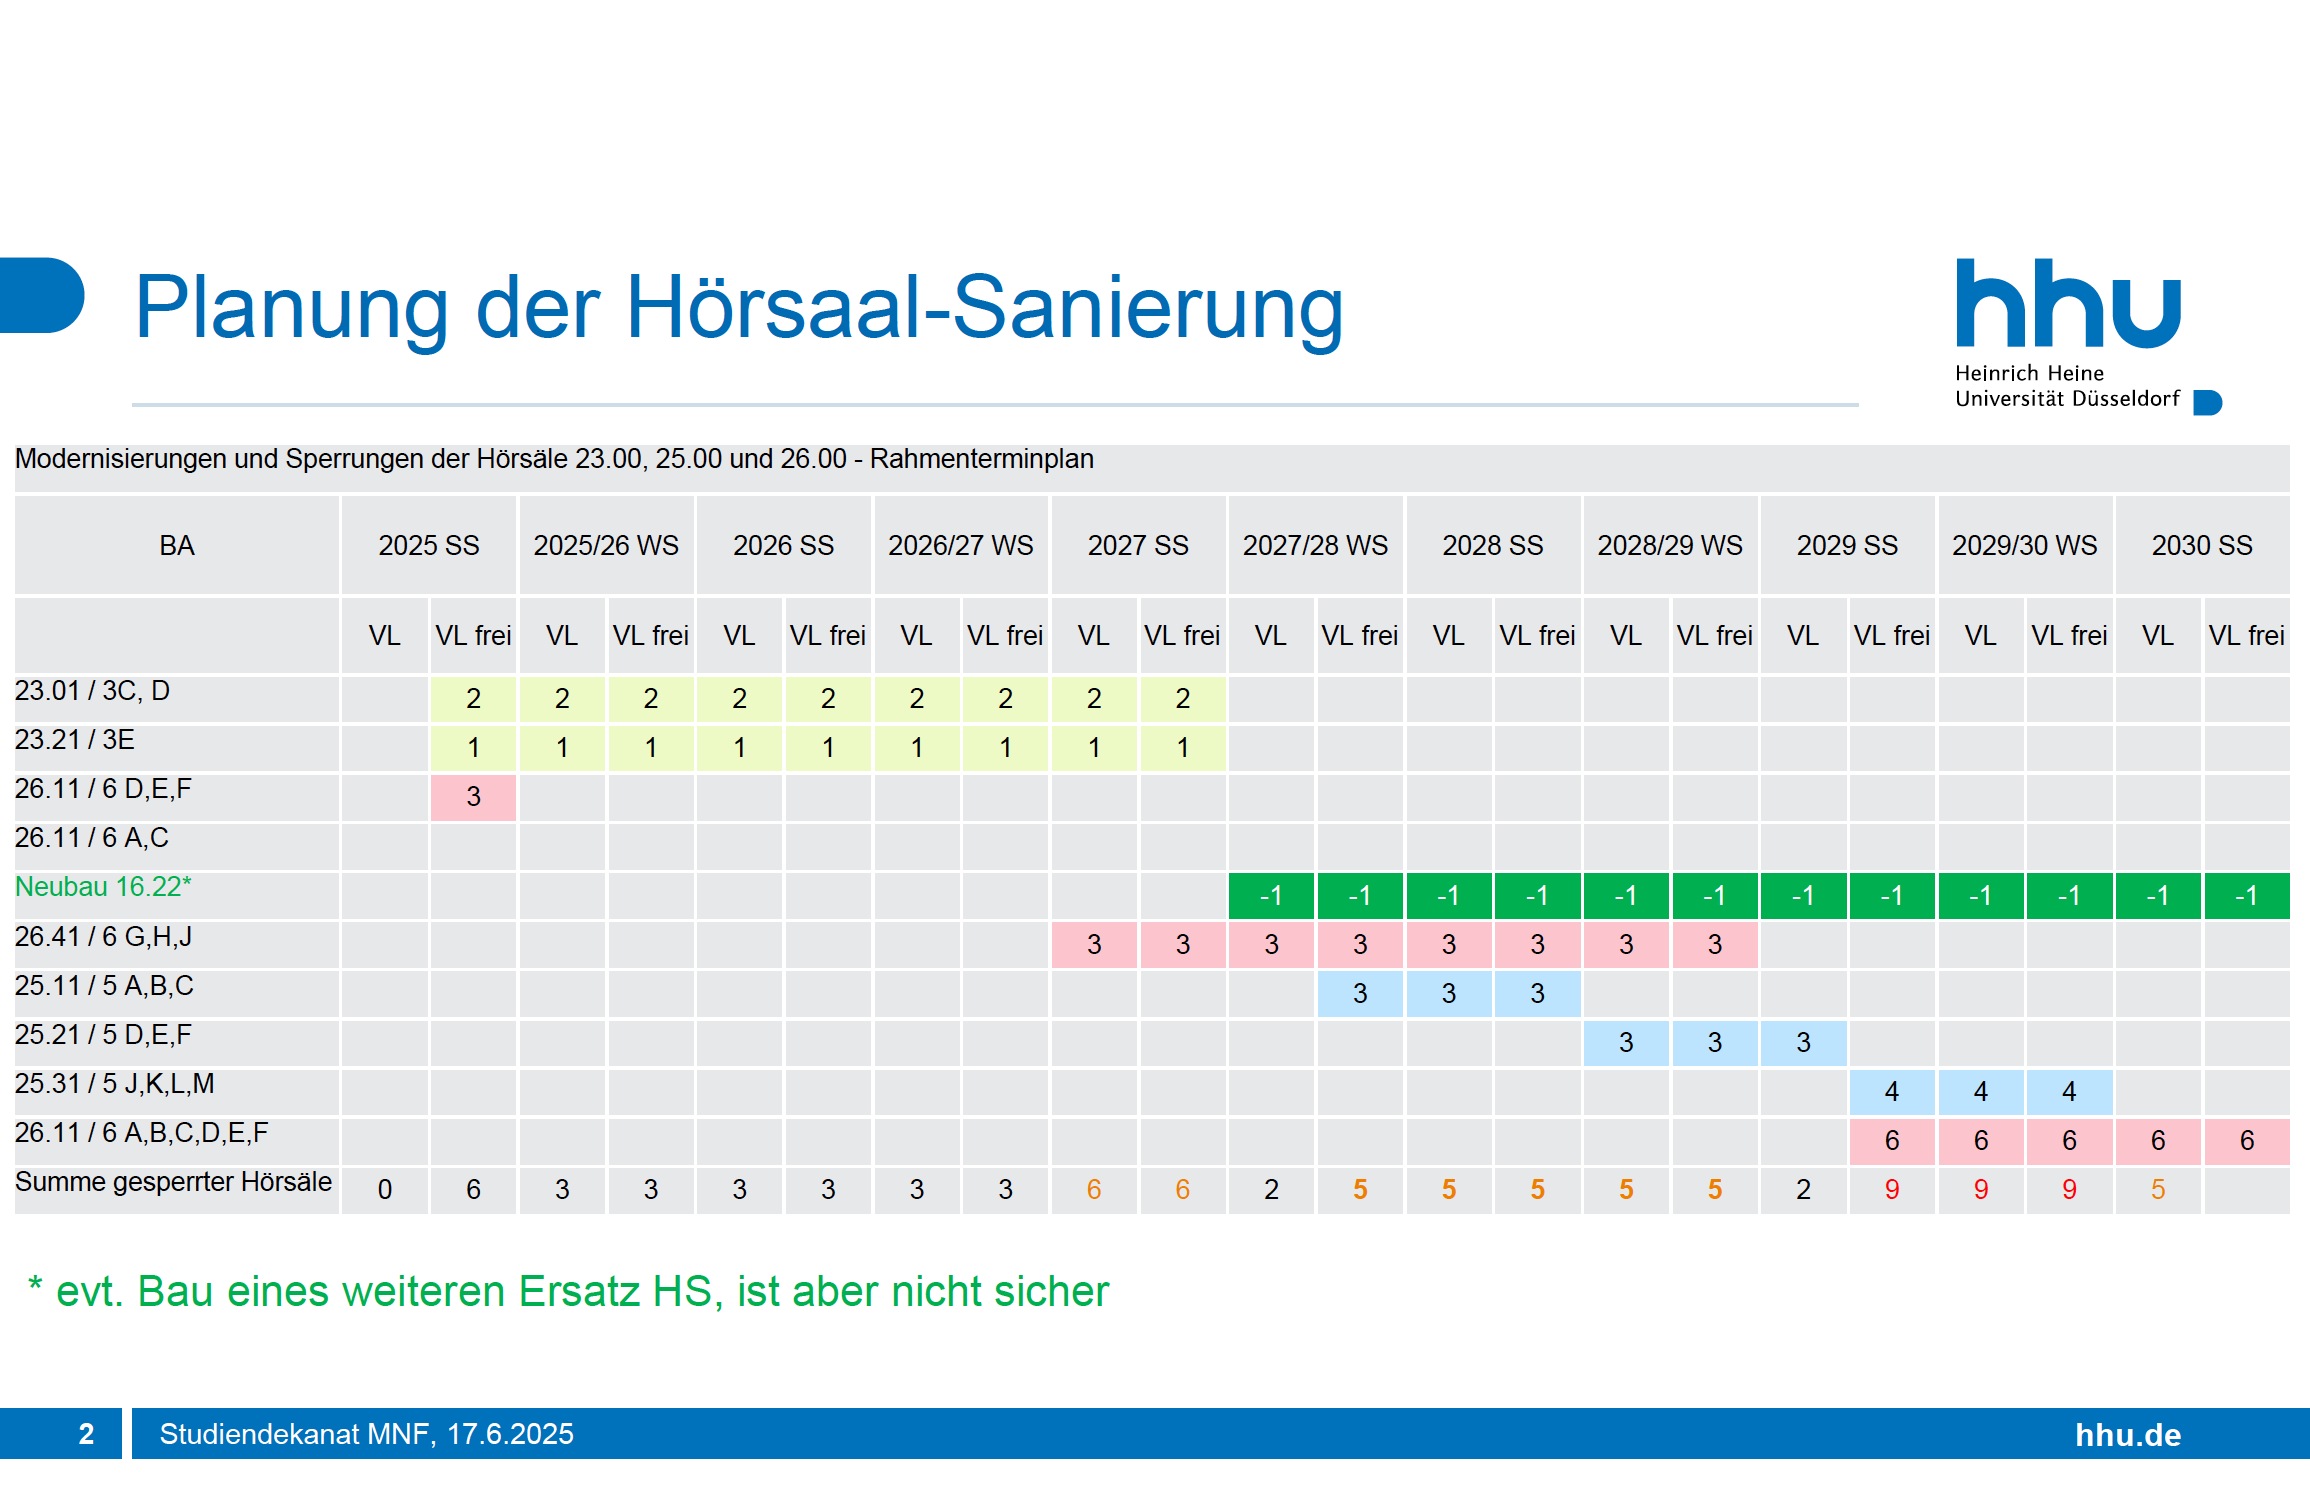 Planung der Hörsaal-Sanierung
hhu
Heinrich Heine
Universität Düsseldorf
Modernisierungen und Sperrungen der Hörsäle 23.00, 25.00 und 26.00 - Rahmenterminplan
BA 2025 SS 2025/26 WS 2026 SS 2026/27 WS 2027 SS 2027/28 WS 2028 SS 2028/29 WS 2029 SS 2029/30 WS 2030 SS
VL VL frei VL VL frei VL VL frei VL VL frei VL VL frei VL VL frei VL VL frei VL VL frei VL VL frei VL VL frei VL VL frei
23.01 / 3C, D 2 2 2 2 2 2 2 2 2
23.21 / 3E 1 1 1 1 1 1 1 1 1
26.11 / 6 D,E,F 3
26.11 / 6 A,C
Neubau 16.22* -1 -1 -1 -1 -1 -1 -1 -1 -1 -1 -1 -1
26.41 / 6 G,H,J 3 3 3 3 3 3 3 3
25.11 / 5 A,B,C 3 3 3
25.21 / 5 D,E,F 3 3 3
25.31 / 5 J,K,L,M 4 4 4
26.11 / 6 A,B,C,D,E,F 6 6 6 6 6
Summe gesperrter Hörsäle 0 6 3 3 3 3 3 3 6 6 2 5 5 5 5 5 2 9 9 9 5
* evt. Bau eines weiteren Ersatz HS, ist aber nicht sicher
2 Studiendekanat MNF, 17.6.2025 hhu.de